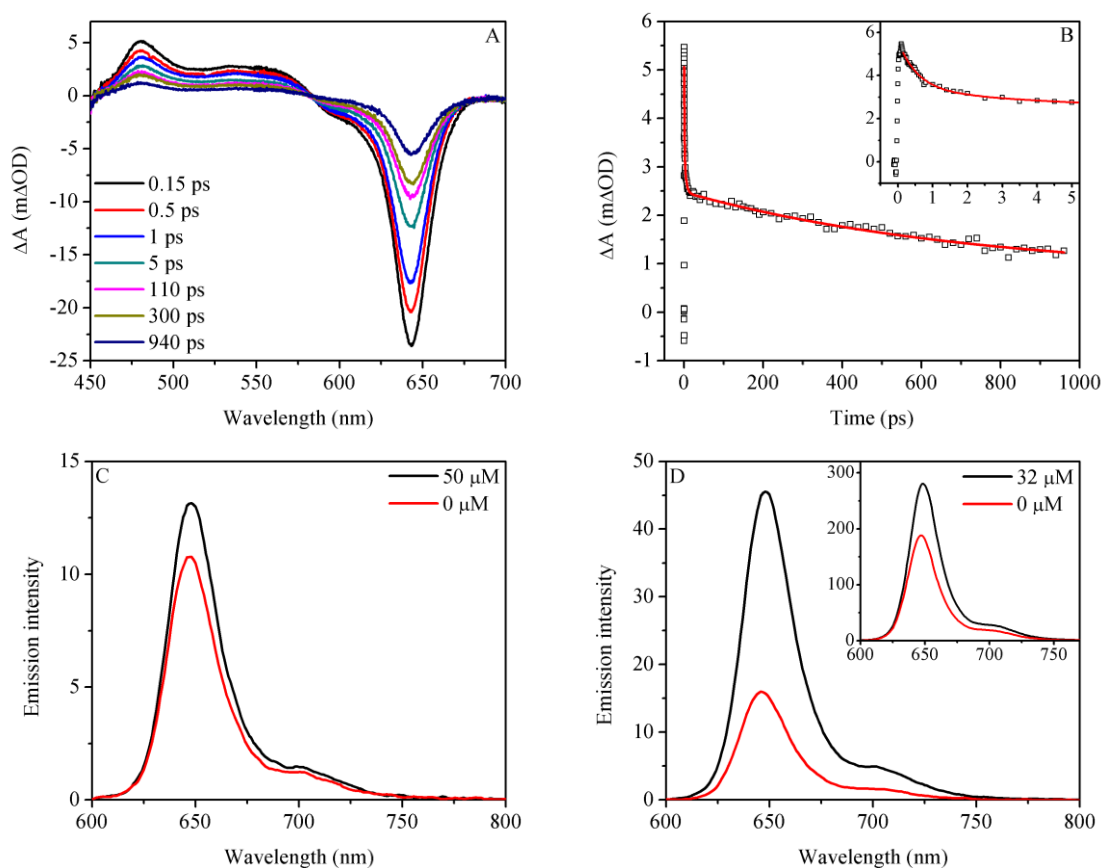 A
5
0
-5
-10
-15
-20
-25
0.15 ps
0.5 ps
1 ps
5 ps
110 ps
300 ps
940 ps
450 500 550 600 650 700
Wavelength (nm)
ΔA (mΔOD)
B
6
5
4
3
2
1
0
-1
0 200 400 600 800 1000
Time (ps)
ΔA (mΔOD)
6
4
2
0
0 1 2 3 4 5
C
15
10
5
0
50 μM
0 μM
600 650 700 750 800
Wavelength (nm)
Emission intensity
D
50
40
30
20
10
0
600 650 700 750 800
Wavelength (nm)
Emission intensity
300
200
100
0
32 μM
0 μM
600 650 700 750